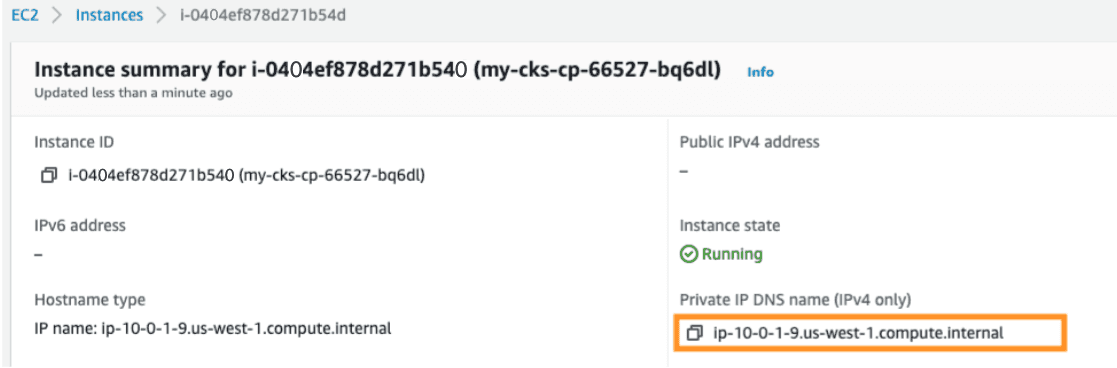 EC2 > Instances > i-0404ef878d271b54d
Instance summary for i-0404ef878d271b540 (my-cks-cp-66527-bq6dl) Info
Updated less than a minute ago
Instance ID
i-0404ef878d271b540 (my-cks-cp-66527-bq6dl)
Public IPv4 address
–
IPv6 address
–
Instance state
Running
Hostname type
IP name: ip-10-0-1-9.us-west-1.compute.internal
Private IP DNS name (IPv4 only)
ip-10-0-1-9.us-west-1.compute.internal